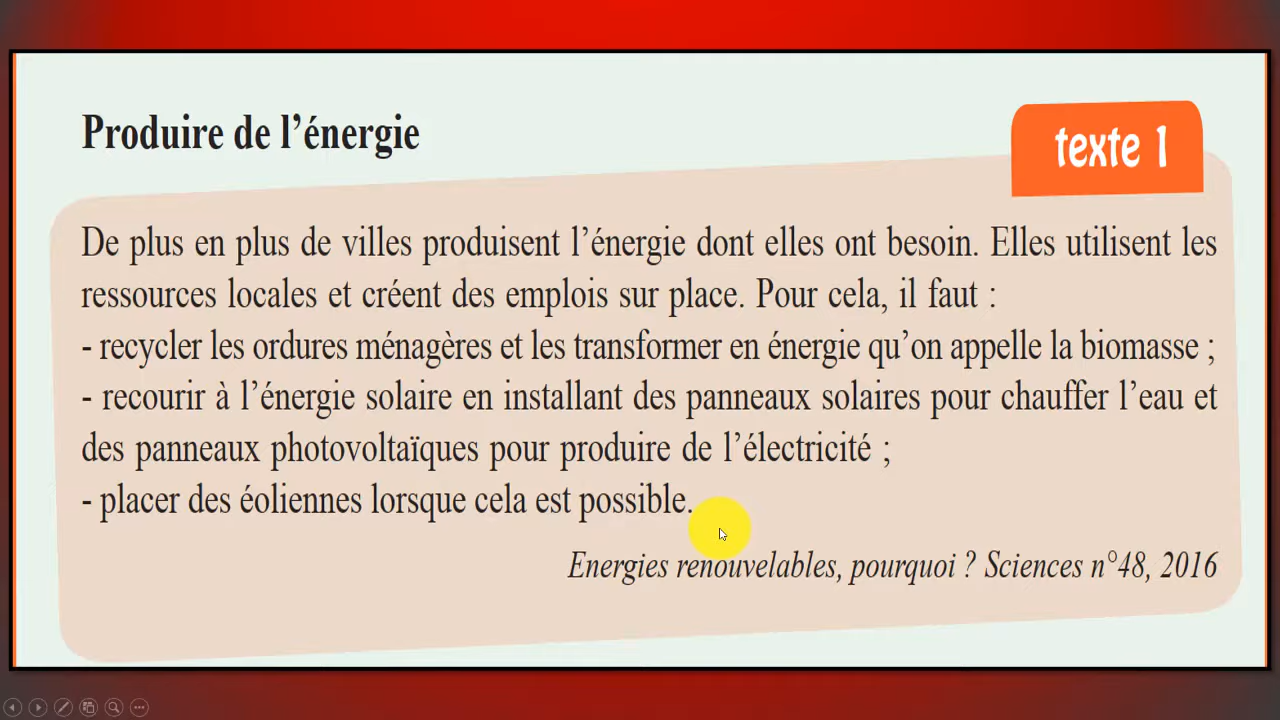 Produire de l’énergie
texte 1
De plus en plus de villes produisent l’énergie dont elles ont besoin. Elles utilisent les
ressources locales et créent des emplois sur place. Pour cela, il faut :
- recycler les ordures ménagères et les transformer en énergie qu’on appelle la biomasse ;
- recourir à l’énergie solaire en installant des panneaux solaires pour chauffer l’eau et
des panneaux photovoltaïques pour produire de l’électricité ;
- placer des éoliennes lorsque cela est possible.
Energies renouvelables, pourquoi ? Sciences n°48, 2016